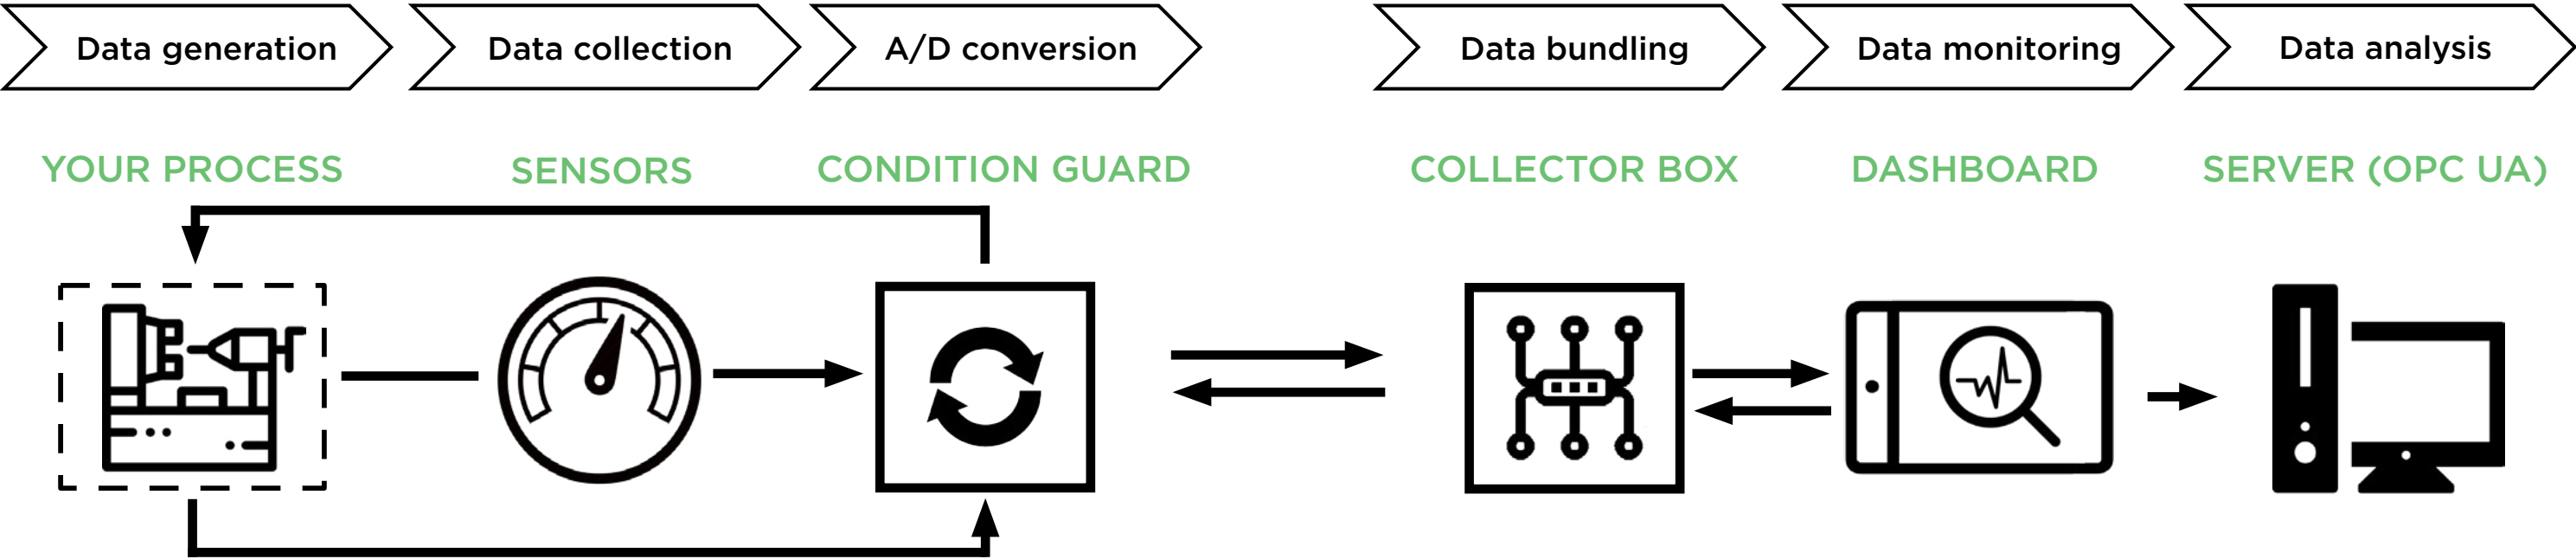 Data generation
Data collection
A/D conversion
Data bundling
Data monitoring
Data analysis
YOUR PROCESS
SENSORS
CONDITION GUARD
COLLECTOR BOX
DASHBOARD
SERVER (OPC UA)